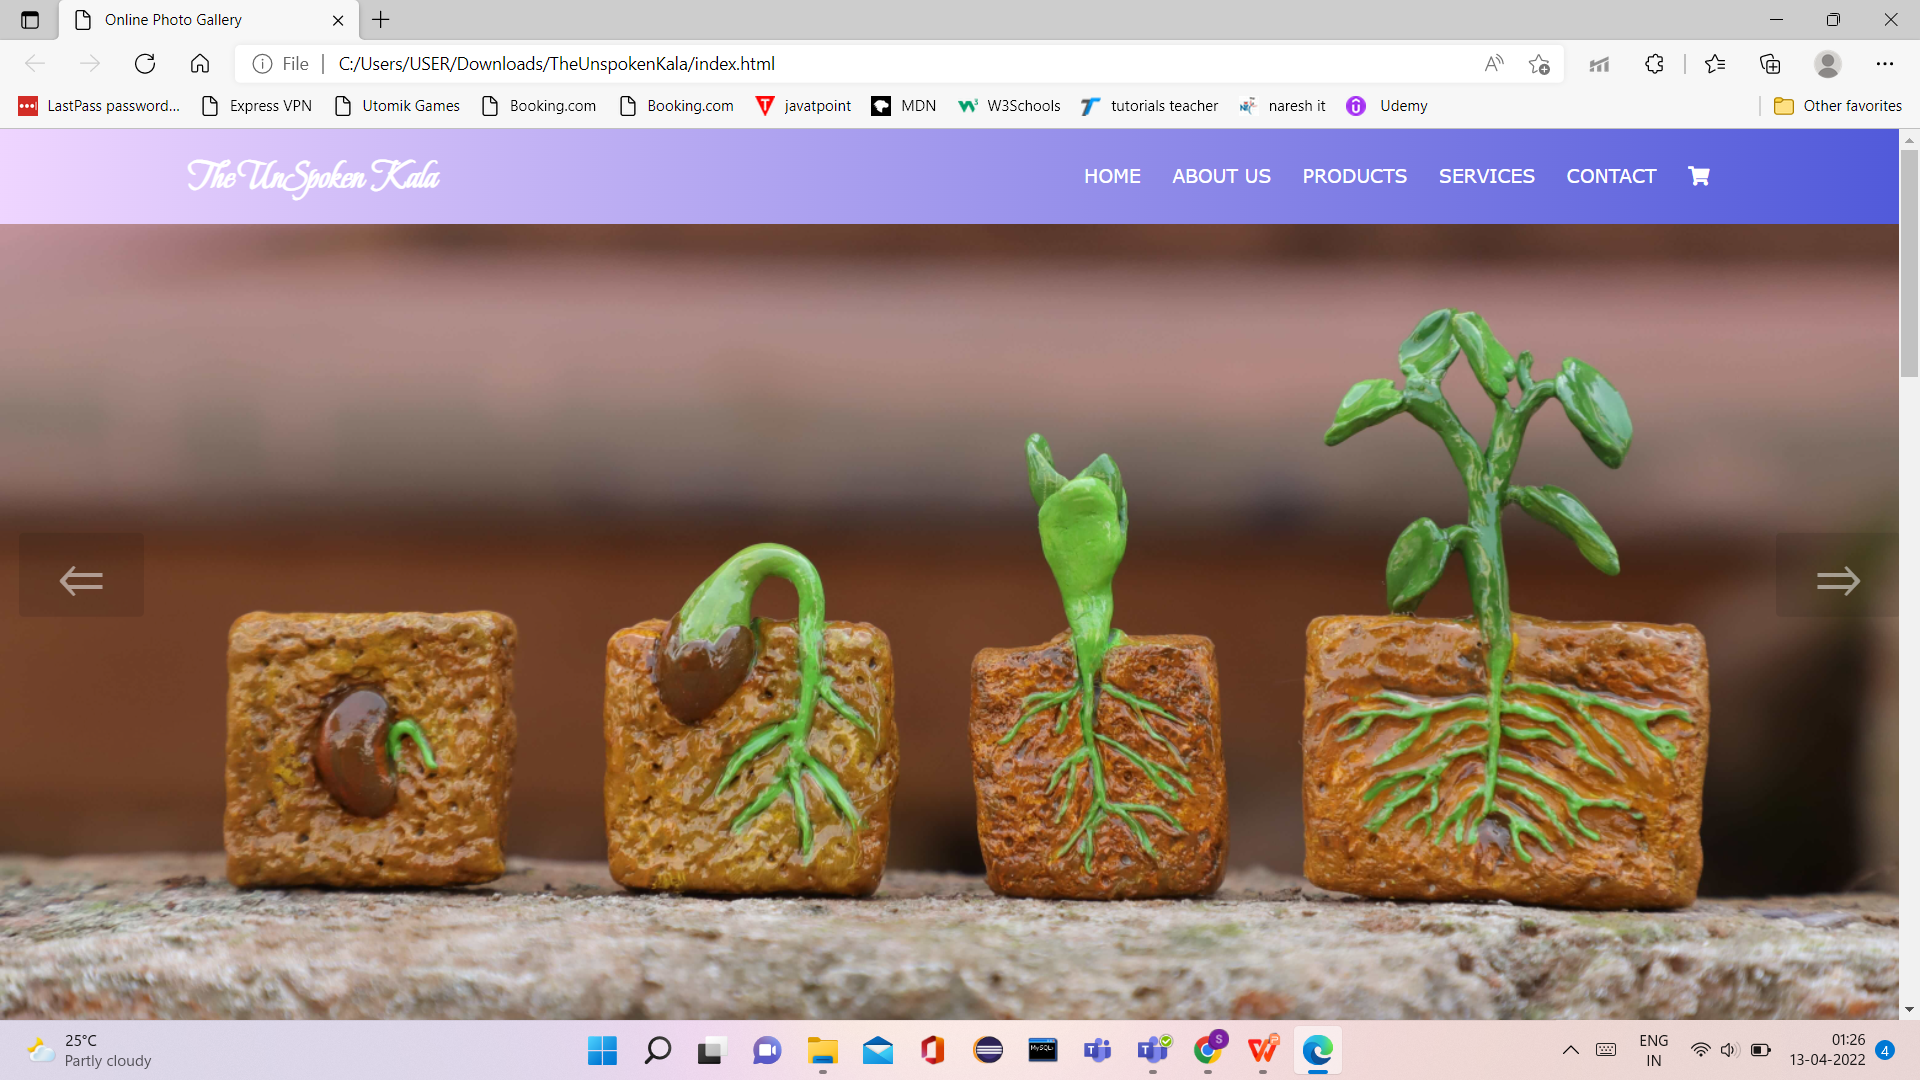 Online Photo Gallery
File
C:/Users/USER/Downloads/TheUnspokenKala/index.html
LastPass password...
Express VPN
Utomik Games
Booking.com
Booking.com
javatpoint
MDN
W3Schools
tutorials teacher
naresh it
Udemy
Other favorites
The UnSpoken Kala
HOME
ABOUT US
PRODUCTS
SERVICES
CONTACT
25°C
Partly cloudy
ENG
IN
01:26
13-04-2022
4